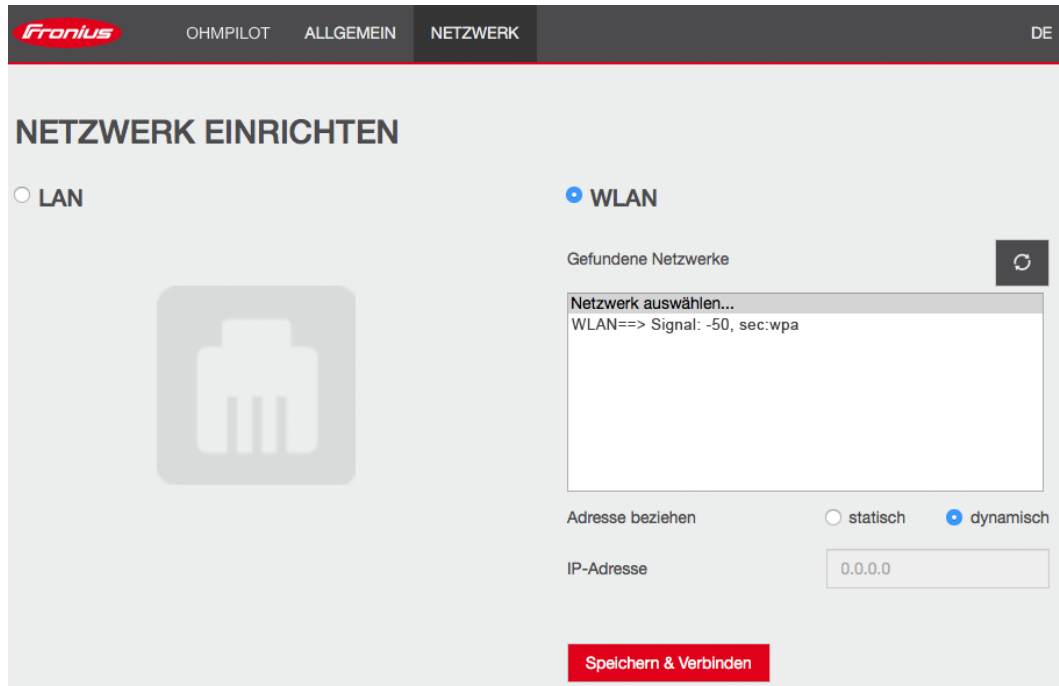 Fronius OHMPILOT ALLGEMEIN NETZWERK DE
NETZWERK EINRICHTEN
LAN
WLAN
Gefundene Netzwerke
Netzwerk auswählen...
WLAN==> Signal: -50, sec:wpa
Adresse beziehen statisch dynamisch
IP-Adresse 0.0.0.0
Speichern & Verbinden